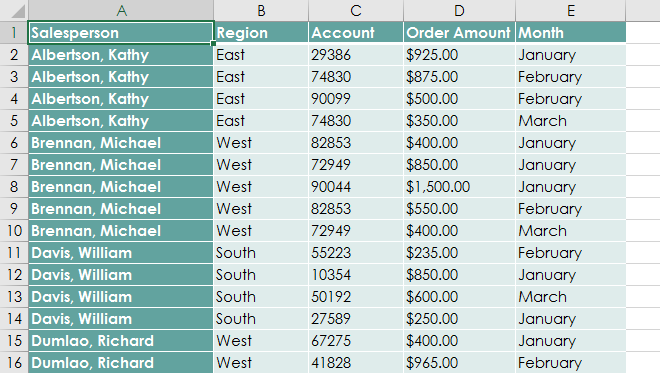 A B C D E
1 Salesperson Region Account Order Amount Month
2 Albertson, Kathy East 29386 $925.00 January
3 Albertson, Kathy East 74830 $875.00 February
4 Albertson, Kathy East 90099 $500.00 February
5 Albertson, Kathy East 74830 $350.00 March
6 Brennan, Michael West 82853 $400.00 January
7 Brennan, Michael West 72949 $850.00 January
8 Brennan, Michael West 90044 $1,500.00 January
9 Brennan, Michael West 82853 $550.00 February
10 Brennan, Michael West 72949 $400.00 March
11 Davis, William South 55223 $235.00 February
12 Davis, William South 10354 $850.00 January
13 Davis, William South 50192 $600.00 March
14 Davis, William South 27589 $250.00 January
15 Dumlao, Richard West 67275 $400.00 January
16 Dumlao, Richard West 41828 $965.00 February